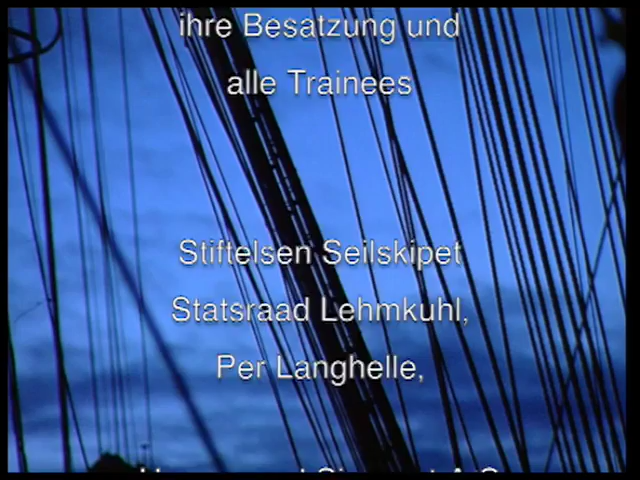 ihre Besatzung und
alle Trainees
Stiftelsen Seilskipet
Statsraad Lehmkuhl,
Per Langhelle,